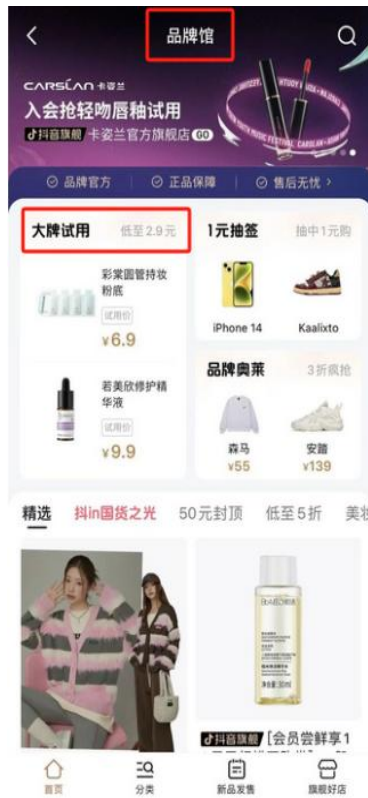 品牌馆
CARSLAN 卡姿兰
入会抢轻吻唇釉试用
抖音旗舰 卡姿兰官方旗舰店 GO
品牌官方 正品保障 售后无忧 >
大牌试用 低至2.9元
彩棠圆管持妆
粉底
试用价
¥6.9
若美欣修护精
华液
试用价
¥9.9
1元抽签 抽中1元购
iPhone 14 Kaalixto
品牌奥莱 3折疯抢
森马 安踏
¥55 ¥139
精选 抖in国货之光 50元封顶 低至5折 美妆
抖音旗舰【会员尝鲜享1
首页 分类 新品发售 旗舰好店